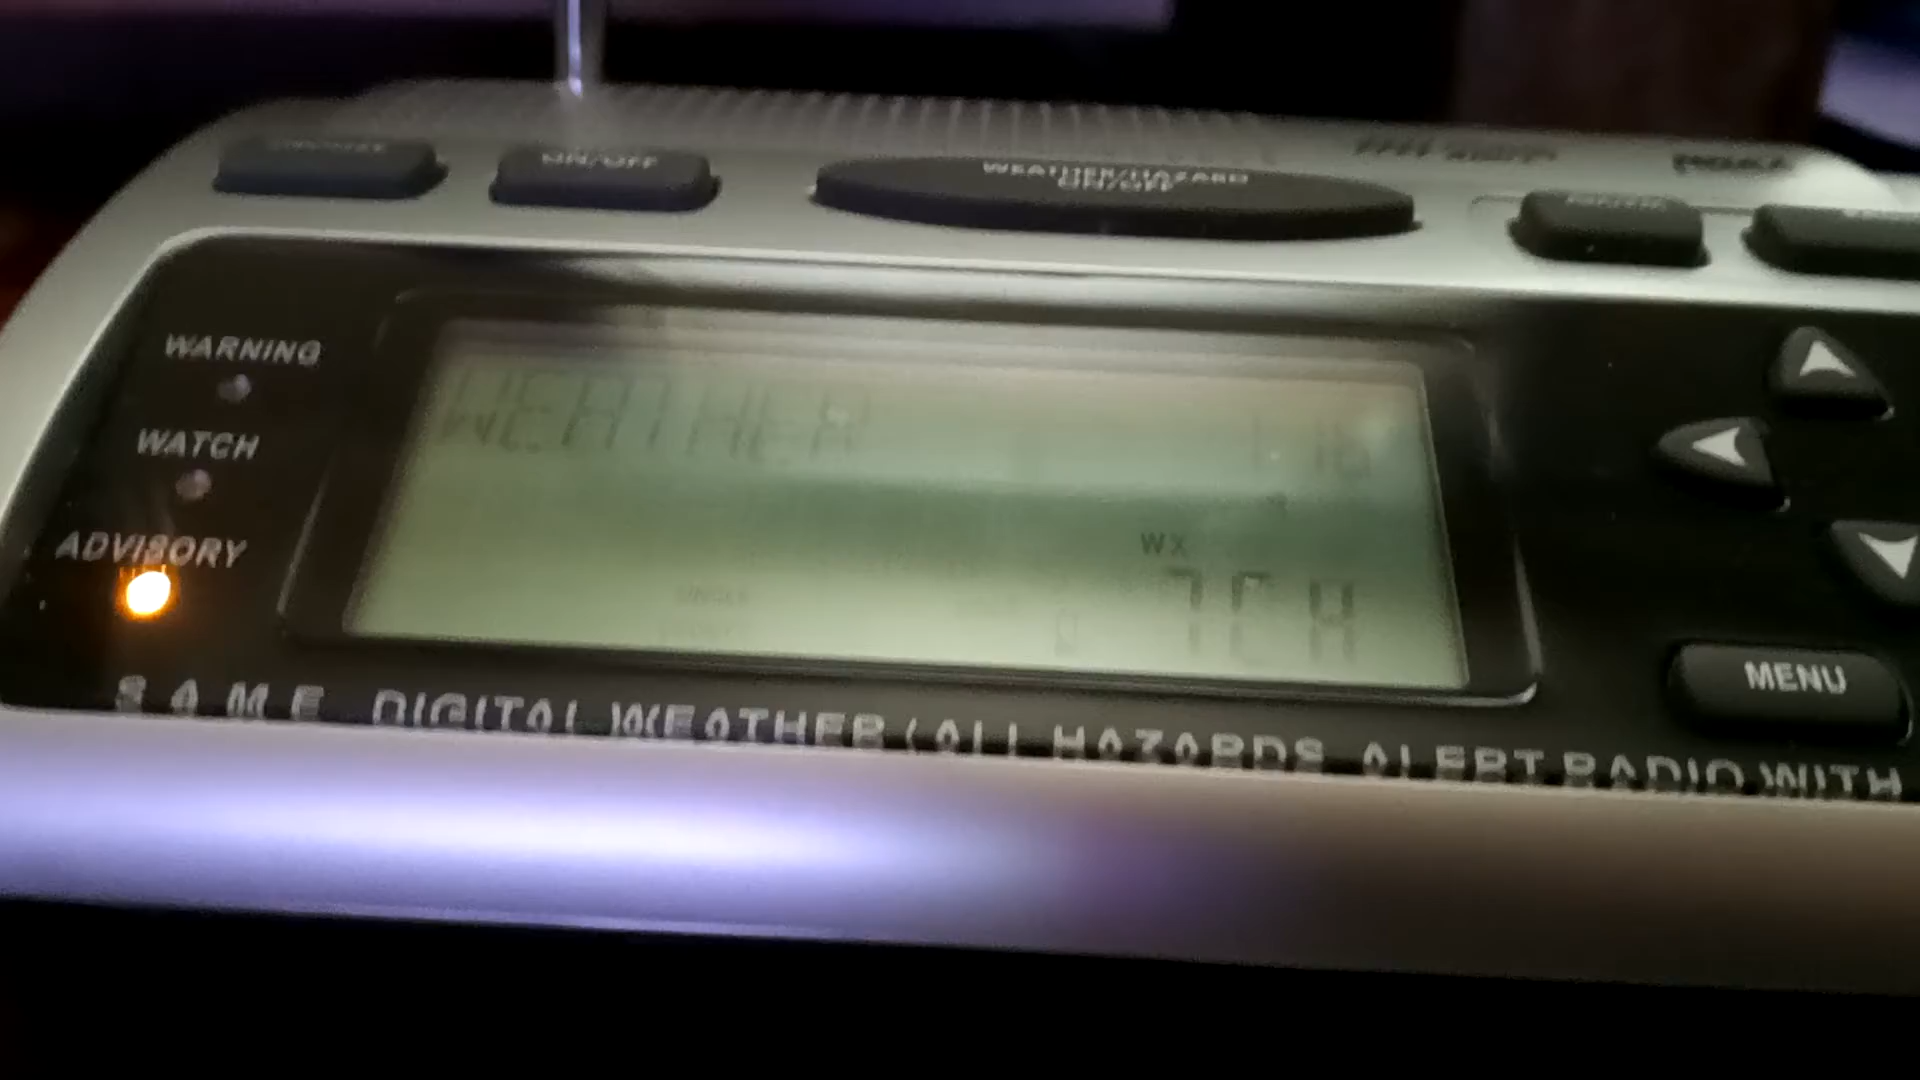 ON/OFF
WEATHER/HAZARD
ON/OFF
WARNING
WATCH
ADVISORY
WEATHER
WX
7CH
MENU
S.A.M.E. DIGITAL WEATHER/ALL HAZARDS ALERT RADIO WITH